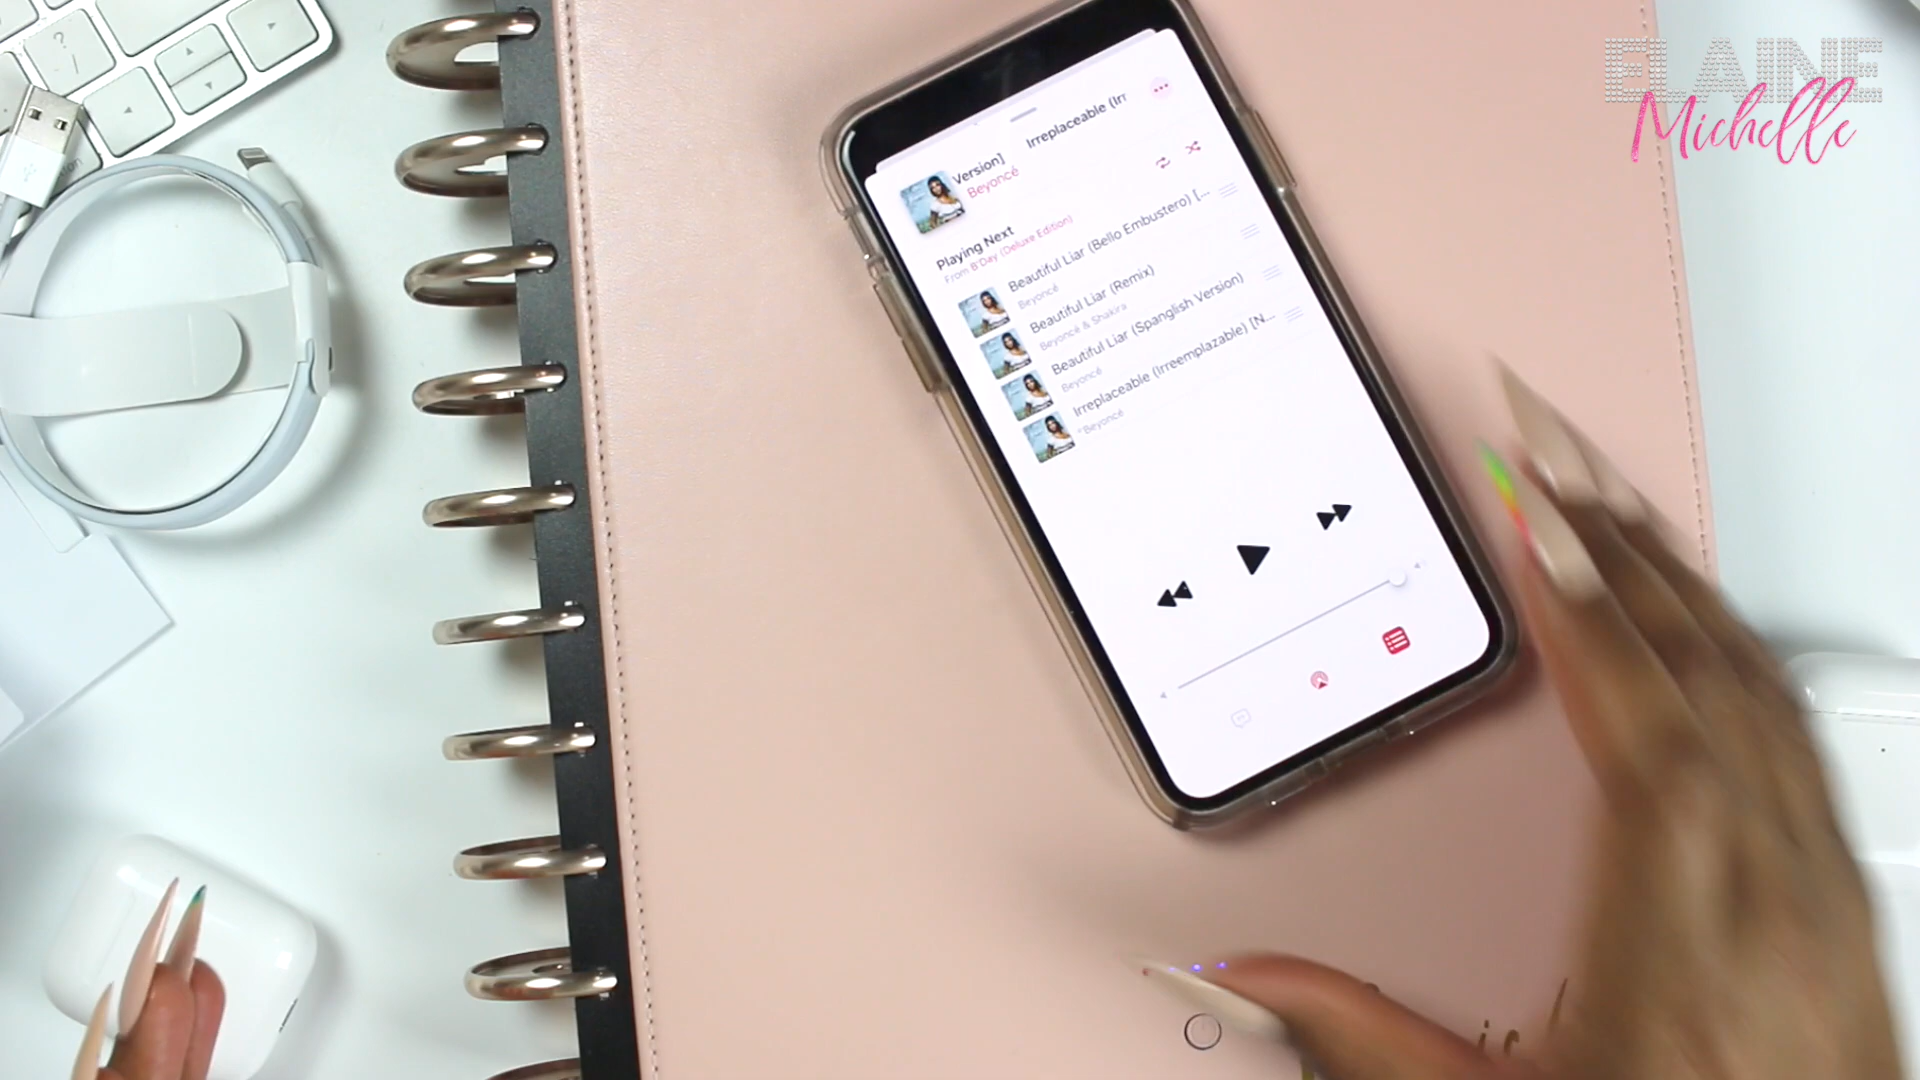 ELAINE
Michelle
Irreplaceable (Irr
Version]
Beyoncé
Playing Next
From B'Day (Deluxe Edition)
Beautiful Liar (Bello Embustero) [...
Beyoncé
Beautiful Liar (Remix)
Beyoncé & Shakira
Beautiful Liar (Spanglish Version)
Beyoncé
Irreplaceable (Irreemplazable) [N...
*Beyoncé
?
is